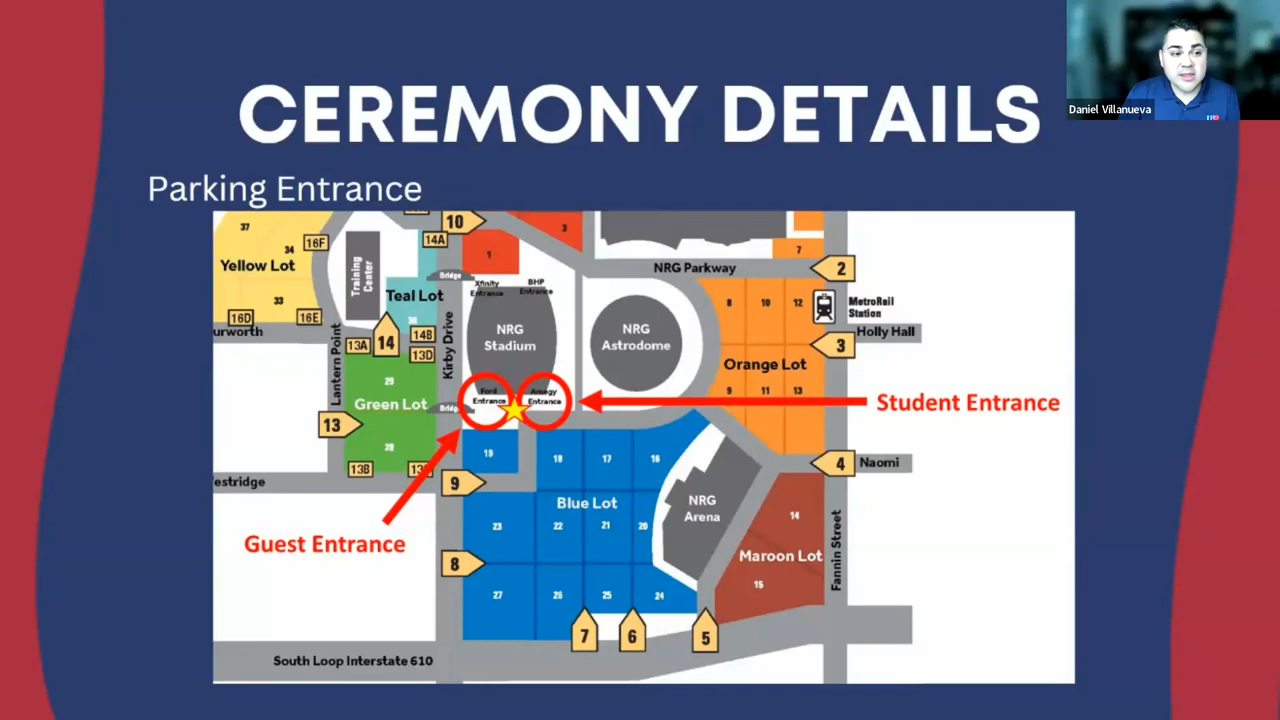 Daniel Villanueva
CEREMONY DETAILS
Parking Entrance
37
34
16F
Yellow Lot
33
16D
16E
urworth
Training
Center
Teal Lot
14A
10
14
14B
13A
13D
Lantern Point
Kirby Drive
Bridge
1
3
Xfinity
Entrance
BHP
Entrance
NRG
Stadium
NRG
Astrodome
NRG Parkway
7
2
8
10
12
MetroRail
Station
Holly Hall
3
Orange Lot
9
11
13
Ford
Entrance
Amegy
Entrance
Student Entrance
29
Green Lot
28
13
13B
estridge
Guest Entrance
19
18
17
16
9
Blue Lot
23
22
21
20
8
27
26
25
24
NRG
Arena
4
Naomi
14
Maroon Lot
15
Fannin Street
7
6
5
South Loop Interstate 610